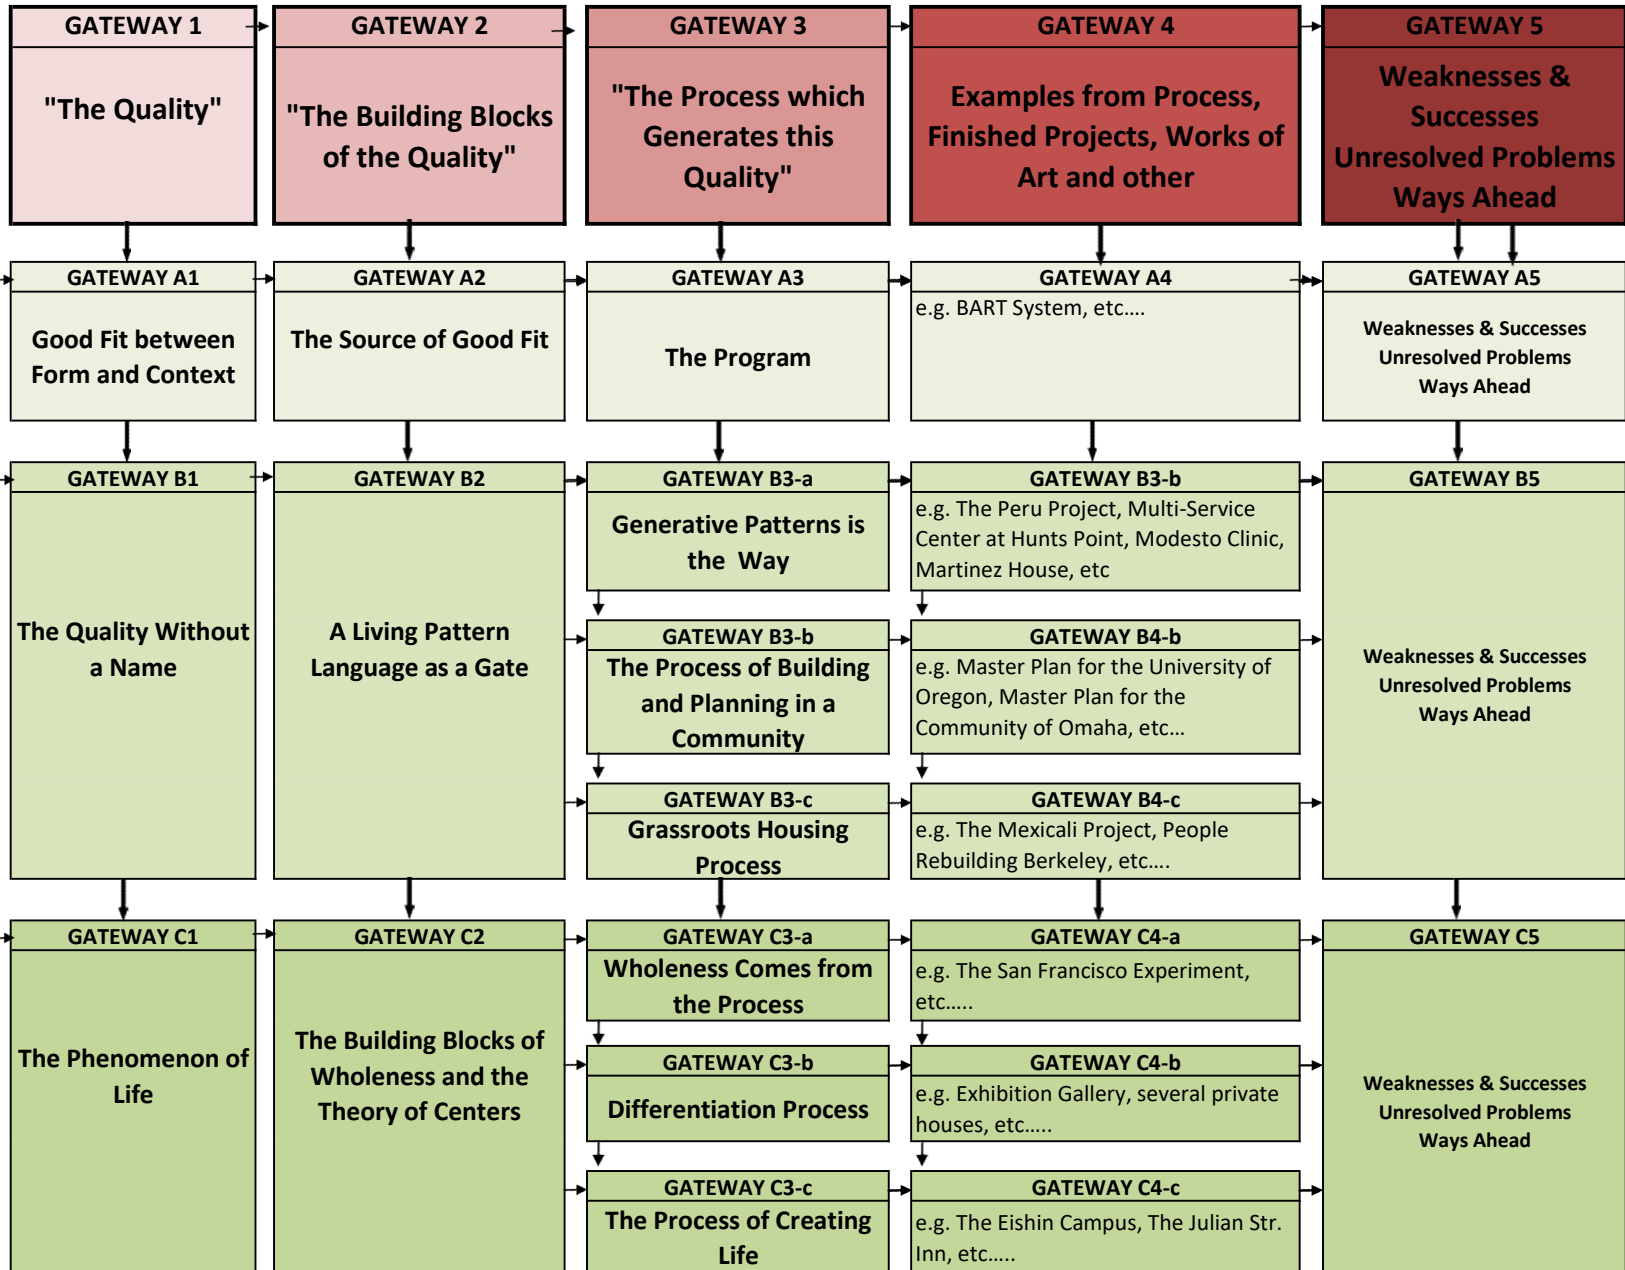 GATEWAY 1
"The Quality"
GATEWAY 2
"The Building Blocks
of the Quality"
GATEWAY 3
"The Process which
Generates this
Quality"
GATEWAY 4
Examples from Process,
Finished Projects, Works of
Art and other
GATEWAY 5
Weaknesses &
Successes
Unresolved Problems
Ways Ahead
GATEWAY A1
Good Fit between
Form and Context
GATEWAY A2
The Source of Good Fit
GATEWAY A3
The Program
GATEWAY A4
e.g. BART System, etc....
GATEWAY A5
Weaknesses & Successes
Unresolved Problems
Ways Ahead
GATEWAY B1
The Quality Without
a Name
GATEWAY B2
A Living Pattern
Language as a Gate
GATEWAY B3-a
Generative Patterns is
the Way
GATEWAY B3-b
e.g. The Peru Project, Multi-Service
Center at Hunts Point, Modesto Clinic,
Martinez House, etc
GATEWAY B5
Weaknesses & Successes
Unresolved Problems
Ways Ahead
GATEWAY B3-b
The Process of Building
and Planning in a
Community
GATEWAY B4-b
e.g. Master Plan for the University of
Oregon, Master Plan for the
Community of Omaha, etc...
GATEWAY B3-c
Grassroots Housing
Process
GATEWAY B4-c
e.g. The Mexicali Project, People
Rebuilding Berkeley, etc....
GATEWAY C1
The Phenomenon of
Life
GATEWAY C2
The Building Blocks of
Wholeness and the
Theory of Centers
GATEWAY C3-a
Wholeness Comes from
the Process
GATEWAY C4-a
e.g. The San Francisco Experiment,
etc.....
GATEWAY C5
Weaknesses & Successes
Unresolved Problems
Ways Ahead
GATEWAY C3-b
Differentiation Process
GATEWAY C4-b
e.g. Exhibition Gallery, several private
houses, etc.....
GATEWAY C3-c
The Process of Creating
Life
GATEWAY C4-c
e.g. The Eishin Campus, The Julian Str.
Inn, etc.....